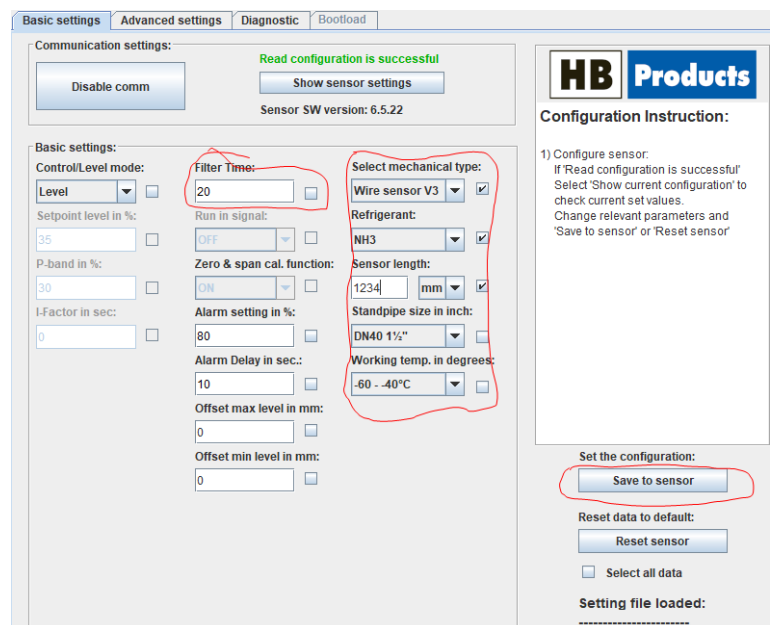 Basic settings Advanced settings Diagnostic Bootload
Communication settings:
Disable comm
Read configuration is successful
Show sensor settings
Sensor SW version: 6.5.22
Basic settings:
Control/Level mode:
Level
Setpoint level in %:
35
P-band in %:
30
I-Factor in sec:
0
Filter Time:
20
Run in signal:
OFF
Zero & span cal. function:
ON
Alarm setting in %:
80
Alarm Delay in sec.:
10
Offset max level in mm:
0
Offset min level in mm:
0
Select mechanical type:
Wire sensor V3
Refrigerant:
NH3
Sensor length:
1234 mm
Standpipe size in inch:
DN40 1½"
Working temp. in degrees:
-60 - -40°C
HB Products
Configuration Instruction:
1) Configure sensor:
If 'Read configuration is successful'
Select 'Show current configuration' to
check current set values.
Change relevant parameters and
'Save to sensor' or 'Reset sensor'
Set the configuration:
Save to sensor
Reset data to default:
Reset sensor
Select all data
Setting file loaded:
-----------------------